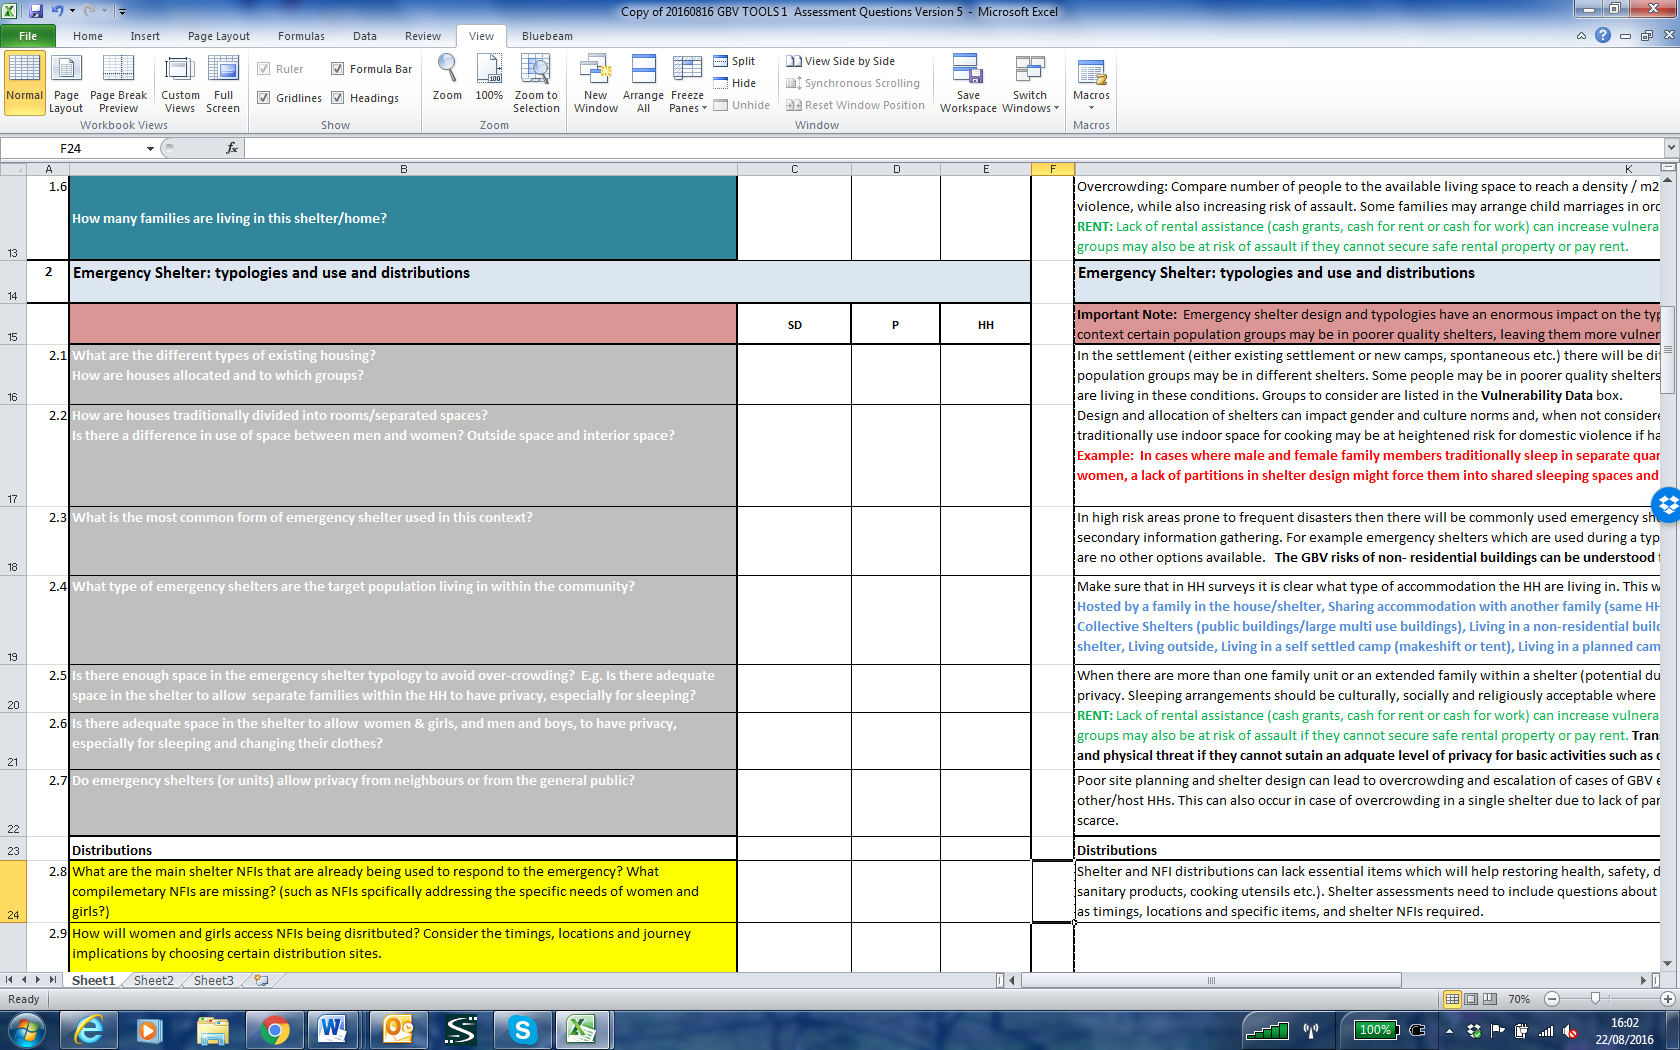 Copy of 20160816 GBV TOOLS 1  Assessment Questions Version 5  -  Microsoft Excel
File Home Insert Page Layout Formulas Data Review View Bluebeam
Normal
Page Layout
Page Break Preview
Custom Views
Full Screen
Workbook Views
Ruler
Formula Bar
Gridlines
Headings
Show
Zoom
100%
Zoom to Selection
Zoom
New Window
Arrange All
Freeze Panes
Split
Hide
Unhide
View Side by Side
Synchronous Scrolling
Reset Window Position
Window
Save Workspace
Switch Windows
Macros
Macros
F24
fx
A B C D E F K
1.6
How many families are living in this shelter/home?
Overcrowding: Compare number of people to the available living space to reach a density / m2
violence, while also increasing risk of assault. Some families may arrange child marriages in orc
RENT: Lack of rental assistance (cash grants, cash for rent or cash for work) can increase vulnera
groups may also be at risk of assault if they cannot secure safe rental property or pay rent.
13
2 Emergency Shelter: typologies and use and distributions
Emergency Shelter: typologies and use and distributions
14
SD P HH
Important Note:  Emergency shelter design and typologies have an enormous impact on the typ
context certain population groups may be in poorer quality shelters, leaving them more vulner
15
2.1 What are the different types of existing housing?
How are houses allocated and to which groups?
In the settlement (either existing settlement or new camps, spontaneous etc.) there will be dif
population groups may be in different shelters. Some people may be in poorer quality shelters
are living in these conditions. Groups to consider are listed in the Vulnerability Data box.
16
2.2 How are houses traditionally divided into rooms/separated spaces?
Is there a difference in use of space between men and women? Outside space and interior space?
Design and allocation of shelters can impact gender and culture norms and, when not considere
traditionally use indoor space for cooking may be at heightened risk for domestic violence if ha
Example:  In cases where male and female family members traditionally sleep in separate quar
women, a lack of partitions in shelter design might force them into shared sleeping spaces and
17
2.3 What is the most common form of emergency shelter used in this context?
In high risk areas prone to frequent disasters then there will be commonly used emergency she
secondary information gathering. For example emergency shelters which are used during a typ
are no other options available.   The GBV risks of non- residential buildings can be understood
18
2.4 What type of emergency shelters are the target population living in within the community?
Make sure that in HH surveys it is clear what type of accommodation the HH are living in. This w
Hosted by a family in the house/shelter, Sharing accommodation with another family (same HH
Collective Shelters (public buildings/large multi use buildings), Living in a non-residential build
shelter, Living outside, Living in a self settled camp (makeshift or tent), Living in a planned cam
19
2.5 Is there enough space in the emergency shelter typology to avoid over-crowding?  E.g. Is there adequate
space in the shelter to allow  separate families within the HH to have privacy, especially for sleeping?
When there are more than one family unit or an extended family within a shelter (potential du
privacy. Sleeping arrangements should be culturally, socially and religiously acceptable where
20
2.6 Is there adequate space in the shelter to allow  women & girls, and men and boys, to have privacy,
especially for sleeping and changing their clothes?
RENT: Lack of rental assistance (cash grants, cash for rent or cash for work) can increase vulnera
groups may also be at risk of assault if they cannot secure safe rental property or pay rent. Tran
and physical threat if they cannot sutain an adquate level of privacy for basic activities such as c
21
2.7 Do emergency shelters (or units) allow privacy from neighbours or from the general public?
Poor site planning and shelter design can lead to overcrowding and escalation of cases of GBV e
other/host HHs. This can also occur in case of overcrowding in a single shelter due to lack of par
scarce.
22
23 Distributions
Distributions
2.8 What are the main shelter NFIs that are already being used to respond to the emergency? What
compilemetary NFIs are missing? (such as NFIs spcifically addressing the specific needs of women and
girls?)
Shelter and NFI distributions can lack essential items which will help restoring health, safety, d
sanitary products, cooking utensils etc.). Shelter assessments need to include questions about
as timings, locations and specific items, and shelter NFIs required.
24
2.9 How will women and girls access NFIs being disritbuted? Consider the timings, locations and journey
implications by choosing certain distribution sites.
Sheet1 Sheet2 Sheet3
Ready
70%
100%
16:02
22/08/2016